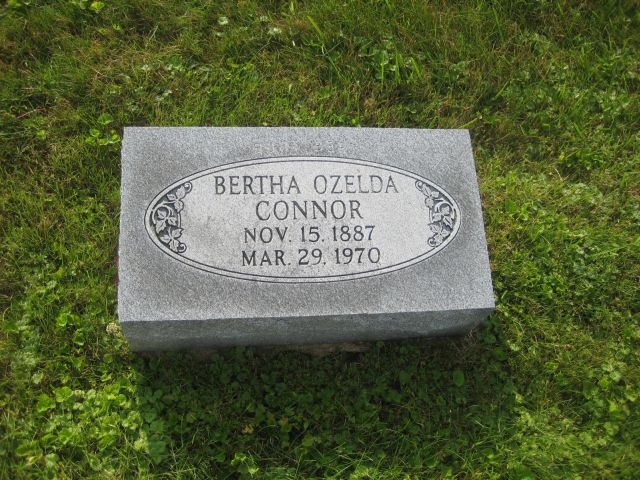 BERTHA OZELDA
CONNOR
NOV. 15. 1887
MAR. 29. 1970